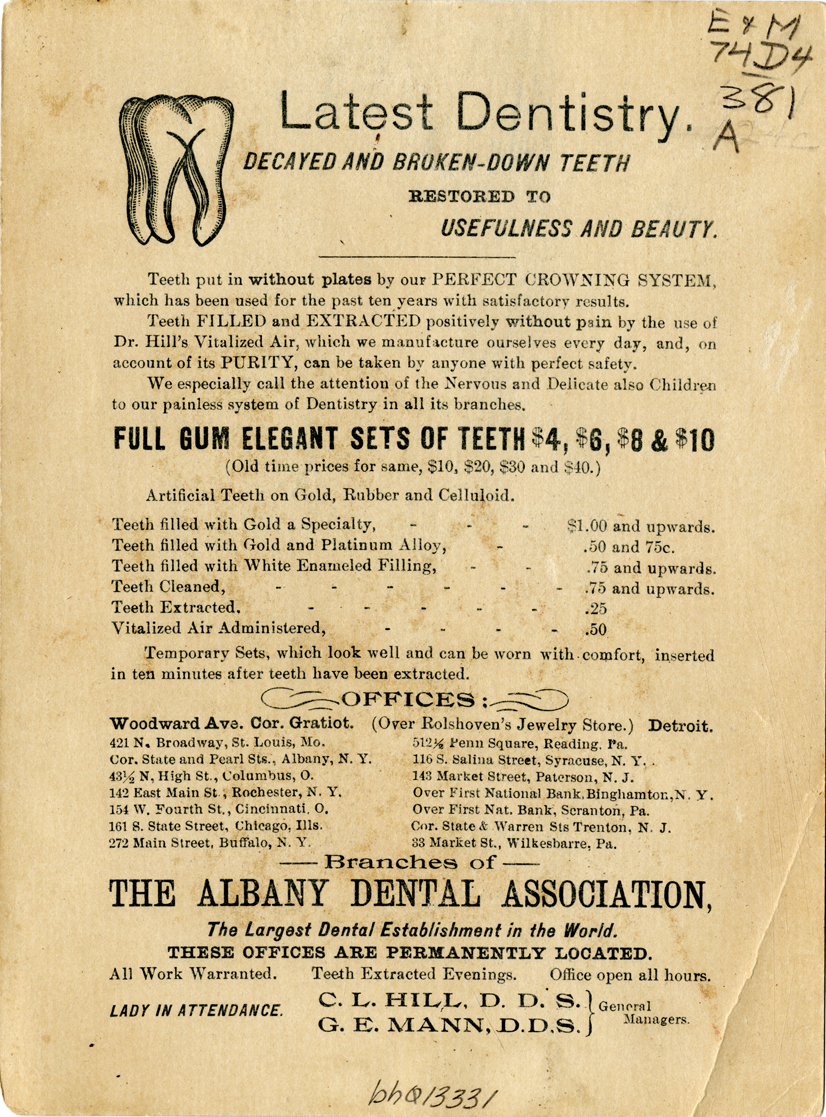 E & M
74D4
381
A
Latest Dentistry.
DECAYED AND BROKEN-DOWN TEETH
RESTORED TO
USEFULNESS AND BEAUTY.
Teeth put in without plates by our PERFECT CROWNING SYSTEM,
which has been used for the past ten years with satisfactory results.
Teeth FILLED and EXTRACTED positively without pain by the use of
Dr. Hill's Vitalized Air, which we manufacture ourselves every day, and, on
account of its PURITY, can be taken by anyone with perfect safety.
We especially call the attention of the Nervous and Delicate also Children
to our painless system of Dentistry in all its branches.
FULL GUM ELEGANT SETS OF TEETH $4, $6, $8 & $10
(Old time prices for same, $10, $20, $30 and $40.)
Artificial Teeth on Gold, Rubber and Celluloid.
Teeth filled with Gold a Specialty, - - - $1.00 and upwards.
Teeth filled with Gold and Platinum Alloy, - .50 and 75c.
Teeth filled with White Enameled Filling, - - .75 and upwards.
Teeth Cleaned, - - - - - - .75 and upwards.
Teeth Extracted. - - - - - .25
Vitalized Air Administered, - - - - .50
Temporary Sets, which look well and can be worn with comfort, inserted
in ten minutes after teeth have been extracted.
OFFICES:
Woodward Ave. Cor. Gratiot. (Over Rolshoven's Jewelry Store.) Detroit.
421 N. Broadway, St. Louis, Mo. 512½ Penn Square, Reading. Pa.
Cor. State and Pearl Sts., Albany, N. Y. 116 S. Salina Street, Syracuse, N. Y.
43½ N, High St., Columbus, O. 143 Market Street, Paterson, N. J.
142 East Main St., Rochester, N. Y. Over First National Bank, Binghamton, N. Y.
154 W. Fourth St., Cincinnati, O. Over First Nat. Bank, Scranton, Pa.
161 S. State Street, Chicago, Ills. Cor. State & Warren Sts Trenton, N. J.
272 Main Street, Buffalo, N. Y. 33 Market St., Wilkesbarre, Pa.
Branches of
THE ALBANY DENTAL ASSOCIATION,
The Largest Dental Establishment in the World.
THESE OFFICES ARE PERMANENTLY LOCATED.
All Work Warranted. Teeth Extracted Evenings. Office open all hours.
LADY IN ATTENDANCE. C. L. HILL, D. D. S. } General
G. E. MANN, D.D.S. } Managers.
bh013331